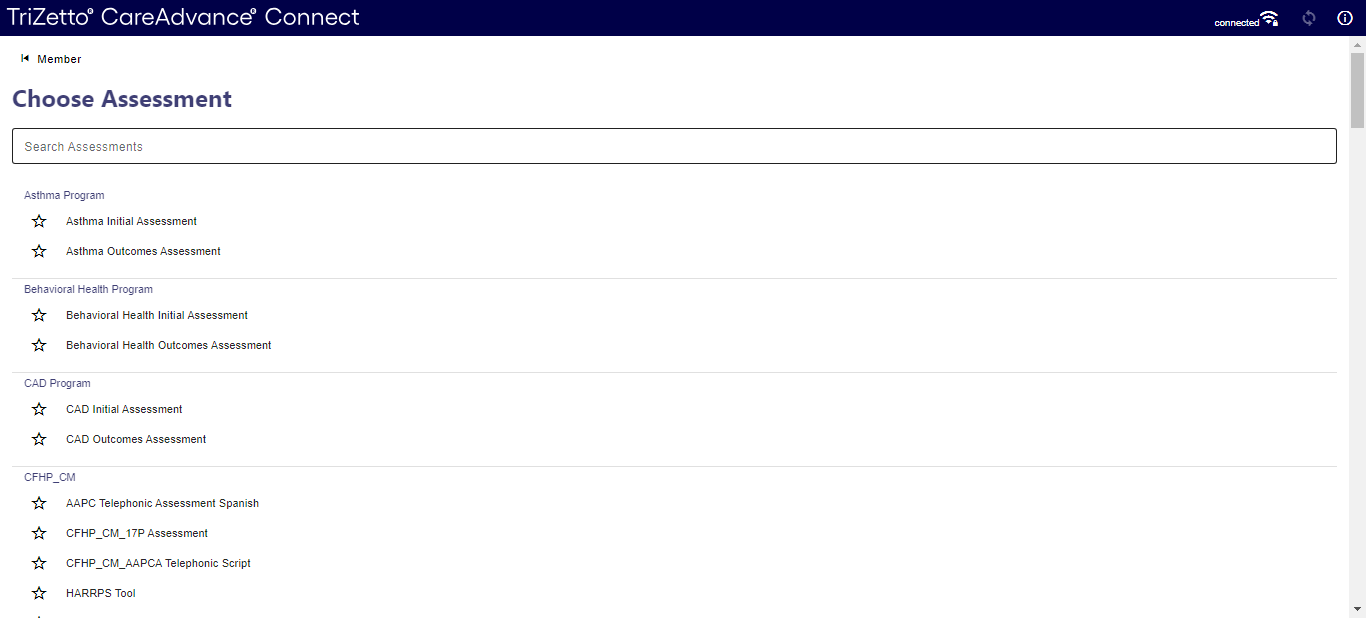 TriZetto® CareAdvance® Connect
connected
Member
Choose Assessment
Search Assessments
Asthma Program
Asthma Initial Assessment
Asthma Outcomes Assessment
Behavioral Health Program
Behavioral Health Initial Assessment
Behavioral Health Outcomes Assessment
CAD Program
CAD Initial Assessment
CAD Outcomes Assessment
CFHP_CM
AAPC Telephonic Assessment Spanish
CFHP_CM_17P Assessment
CFHP_CM_AAPCA Telephonic Script
HARRPS Tool